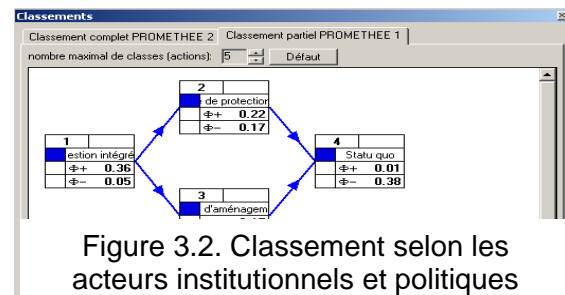 Classements
Classement complet PROMETHEE 2 Classement partiel PROMETHEE 1
nombre maximal de classes (actions): 5 Défaut
2
de protection
Φ+ 0.22
Φ− 0.17
1
estion intégré
Φ+ 0.36
Φ− 0.05
4
Statu quo
Φ+ 0.01
Φ− 0.38
3
d'aménagem
Figure 3.2. Classement selon les
acteurs institutionnels et politiques